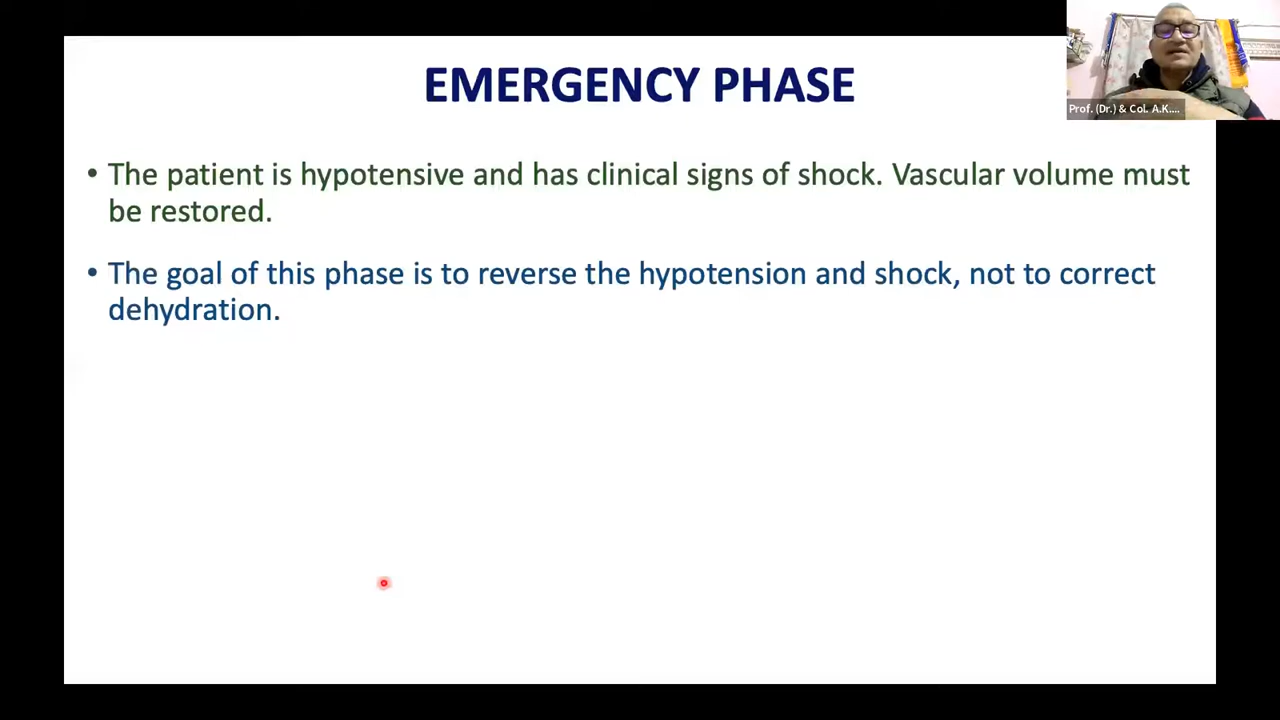 EMERGENCY PHASE
Prof. (Dr.) & Col. A.K....
• The patient is hypotensive and has clinical signs of shock. Vascular volume must
be restored.
• The goal of this phase is to reverse the hypotension and shock, not to correct
dehydration.